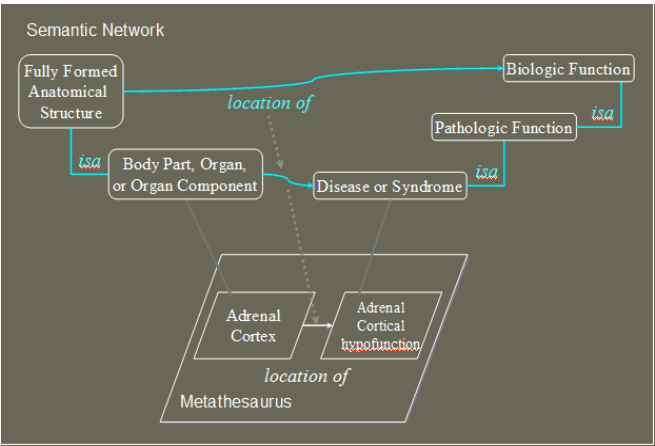 Semantic Network
Fully Formed
Anatomical
Structure
Biologic Function
location of
isa
Pathologic Function
isa
Body Part, Organ,
or Organ Component
isa
Disease or Syndrome
Adrenal
Cortex
Adrenal
Cortical
hypofunction
location of
Metathesaurus